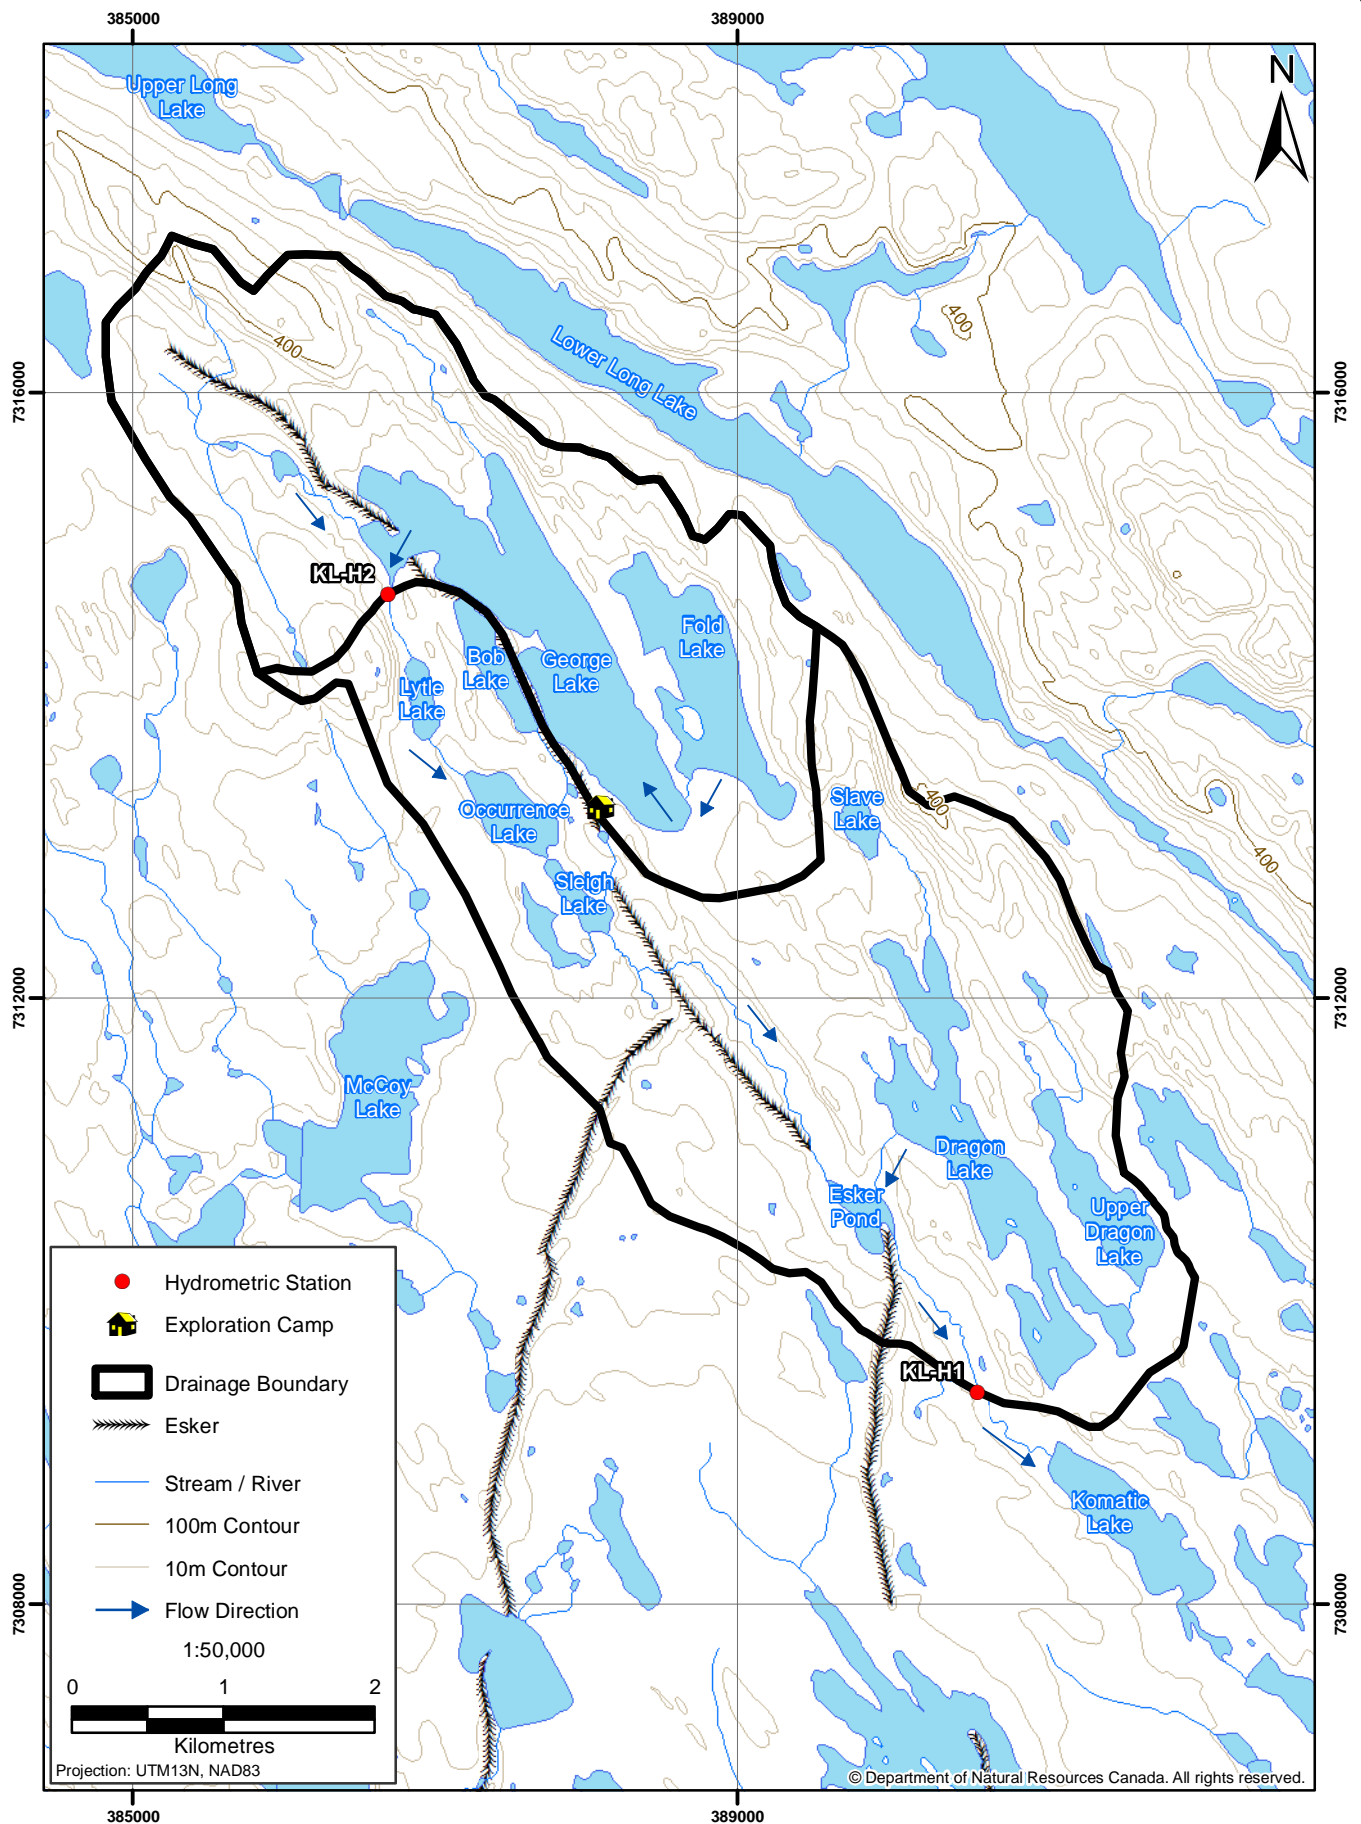 385000
389000
Upper Long
Lake
N
400
400
Lower Long Lake
7316000
7316000
KL-H2
Fold
Lake
Bob
Lake
George
Lake
Lytle
Lake
Occurrence
Lake
Slave
Lake
400
400
Sleigh
Lake
7312000
7312000
McCoy
Lake
Dragon
Lake
Esker
Pond
Upper
Dragon
Lake
KL-H1
Komatic
Lake
Hydrometric Station
Exploration Camp
Drainage Boundary
Esker
Stream / River
100m Contour
10m Contour
Flow Direction
1:50,000
0 1 2
Kilometres
Projection: UTM13N, NAD83
7308000
7308000
© Department of Natural Resources Canada. All rights reserved.
385000
389000